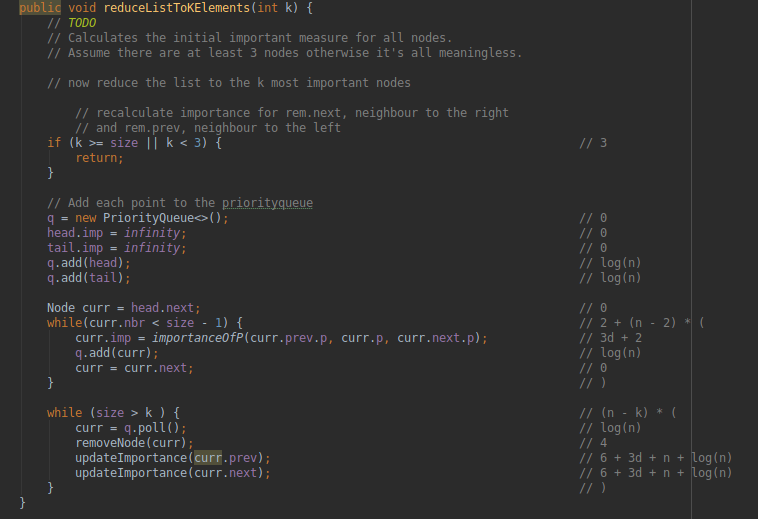 public void reduceListToKElements(int k) {
// TODO
// Calculates the initial important measure for all nodes.
// Assume there are at least 3 nodes otherwise it's all meaningless.
// now reduce the list to the k most important nodes
// recalculate importance for rem.next, neighbour to the right
// and rem.prev, neighbour to the left
if (k >= size || k < 3) { // 3
return;
}
// Add each point to the priorityqueue
q = new PriorityQueue<>(); // 0
head.imp = infinity; // 0
tail.imp = infinity; // 0
q.add(head); // log(n)
q.add(tail); // log(n)
Node curr = head.next; // 0
while(curr.nbr < size - 1) { // 2 + (n - 2) * (
curr.imp = importanceOfP(curr.prev.p, curr.p, curr.next.p); // 3d + 2
q.add(curr); // log(n)
curr = curr.next; // 0
} // )
while (size > k ) { // (n - k) * (
curr = q.poll(); // log(n)
removeNode(curr); // 4
updateImportance(curr.prev); // 6 + 3d + n + log(n)
updateImportance(curr.next); // 6 + 3d + n + log(n)
} // )
}